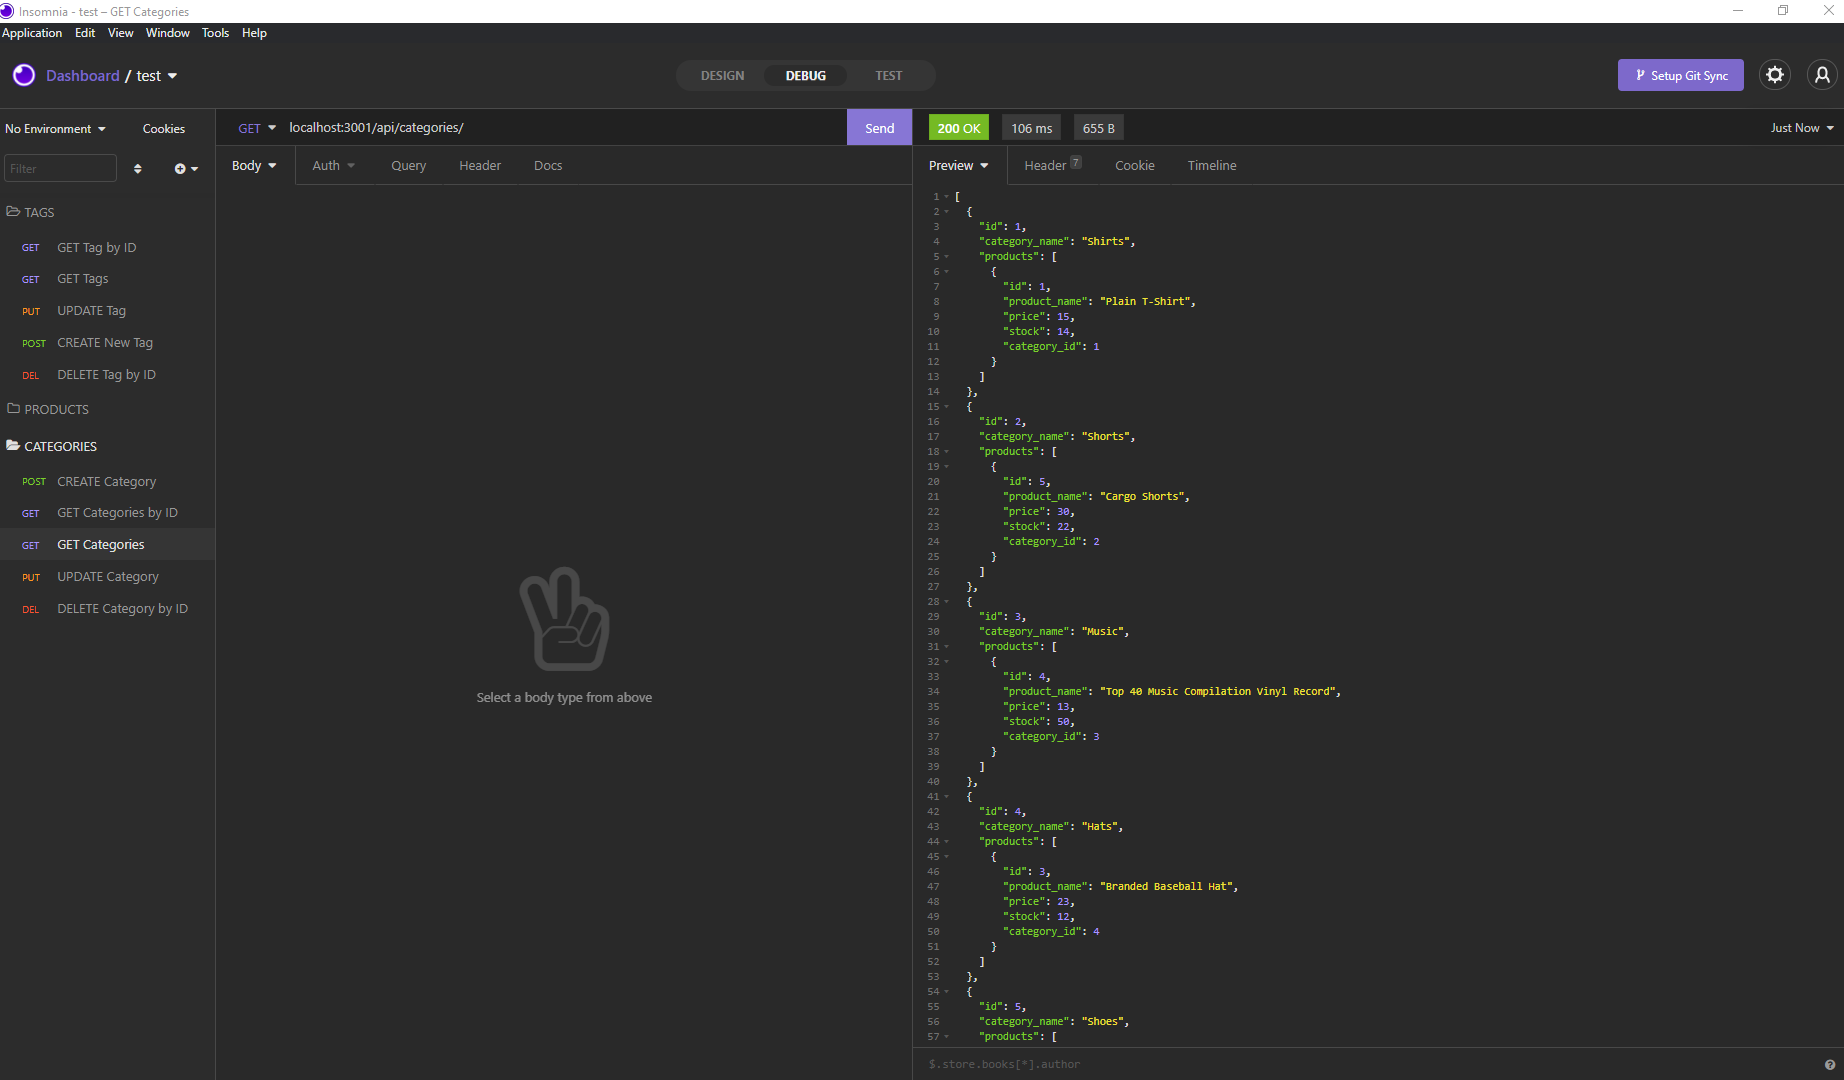 Insomnia - test – GET Categories
Application Edit View Window Tools Help
Dashboard / test
DESIGN DEBUG TEST
Setup Git Sync
No Environment Cookies
GET localhost:3001/api/categories/ Send
200 OK 106 ms 655 B Just Now
Filter
Body Auth Query Header Docs
Preview Header 7 Cookie Timeline
TAGS
GET GET Tag by ID
GET GET Tags
PUT UPDATE Tag
POST CREATE New Tag
DEL DELETE Tag by ID
PRODUCTS
CATEGORIES
POST CREATE Category
GET GET Categories by ID
GET GET Categories
PUT UPDATE Category
DEL DELETE Category by ID
Select a body type from above
1 [
2 {
3 "id": 1,
4 "category_name": "Shirts",
5 "products": [
6 {
7 "id": 1,
8 "product_name": "Plain T-Shirt",
9 "price": 15,
10 "stock": 14,
11 "category_id": 1
12 }
13 ]
14 },
15 {
16 "id": 2,
17 "category_name": "Shorts",
18 "products": [
19 {
20 "id": 5,
21 "product_name": "Cargo Shorts",
22 "price": 30,
23 "stock": 22,
24 "category_id": 2
25 }
26 ]
27 },
28 {
29 "id": 3,
30 "category_name": "Music",
31 "products": [
32 {
33 "id": 4,
34 "product_name": "Top 40 Music Compilation Vinyl Record",
35 "price": 13,
36 "stock": 50,
37 "category_id": 3
38 }
39 ]
40 },
41 {
42 "id": 4,
43 "category_name": "Hats",
44 "products": [
45 {
46 "id": 3,
47 "product_name": "Branded Baseball Hat",
48 "price": 23,
49 "stock": 12,
50 "category_id": 4
51 }
52 ]
53 },
54 {
55 "id": 5,
56 "category_name": "Shoes",
57 "products": [
$.store.books[*].author